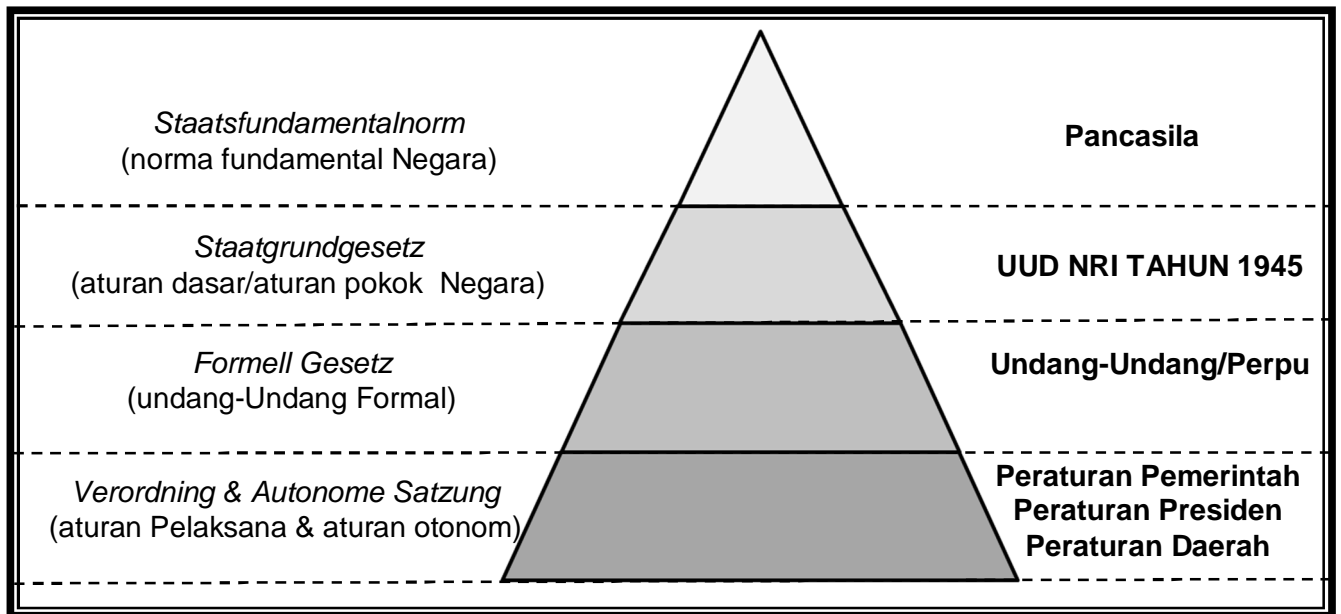 Staatsfundamentalnorm
(norma fundamental Negara)
Pancasila
Staatgrundgesetz
(aturan dasar/aturan pokok Negara)
UUD NRI TAHUN 1945
Formell Gesetz
(undang-Undang Formal)
Undang-Undang/Perpu
Verordning & Autonome Satzung
(aturan Pelaksana & aturan otonom)
Peraturan Pemerintah
Peraturan Presiden
Peraturan Daerah